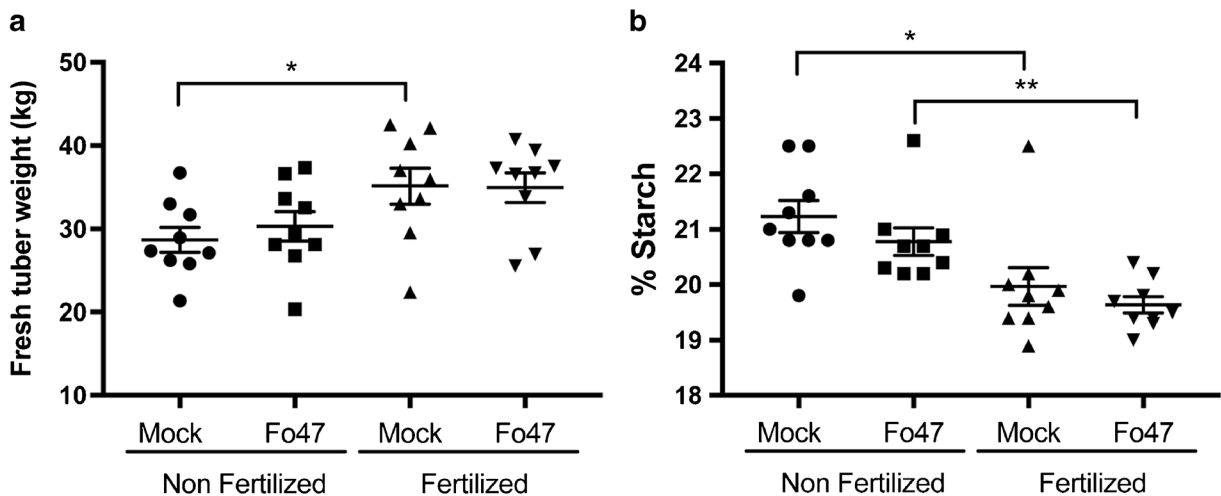 a
Fresh tuber weight (kg)
50
40
30
20
10
*
Mock Fo47 Mock Fo47
Non Fertilized Fertilized
b
% Starch
24
23
22
21
20
19
18
*
**
Mock Fo47 Mock Fo47
Non Fertilized Fertilized